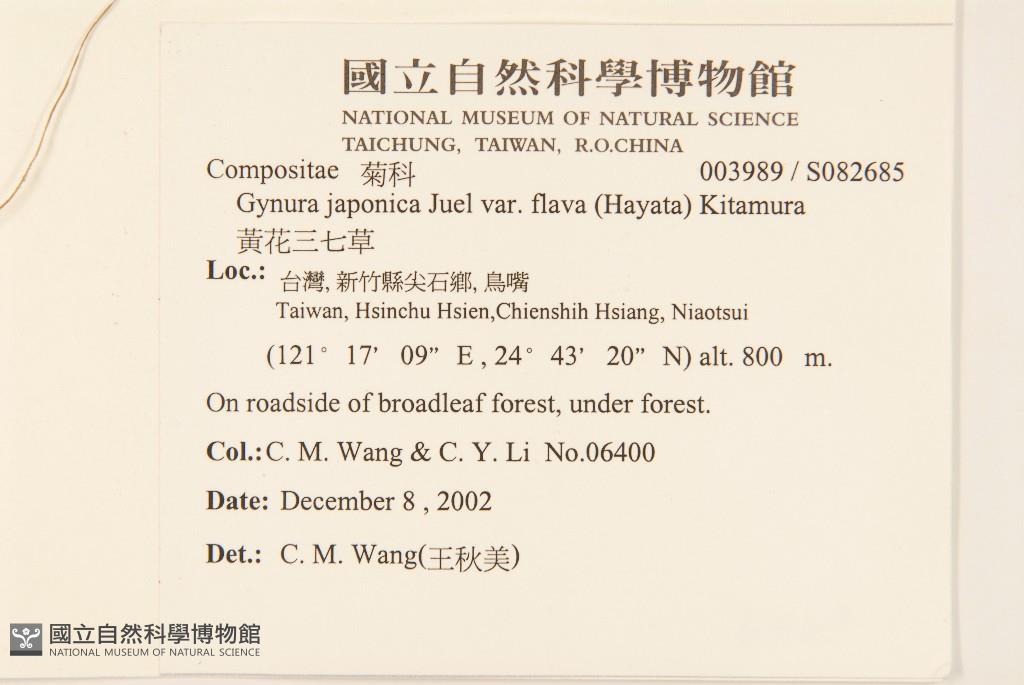 國立自然科學博物館
NATIONAL MUSEUM OF NATURAL SCIENCE
TAICHUNG, TAIWAN, R.O.CHINA
Compositae 菊科 003989 / S082685
Gynura japonica Juel var. flava (Hayata) Kitamura
黃花三七草
Loc.: 台灣, 新竹縣尖石鄉, 鳥嘴
Taiwan, Hsinchu Hsien,Chienshih Hsiang, Niaotsui
(121° 17’ 09” E , 24° 43’ 20” N) alt. 800 m.
On roadside of broadleaf forest, under forest.
Col.: C. M. Wang & C. Y. Li No.06400
Date: December 8 , 2002
Det.: C. M. Wang(王秋美)
國立自然科學博物館
NATIONAL MUSEUM OF NATURAL SCIENCE